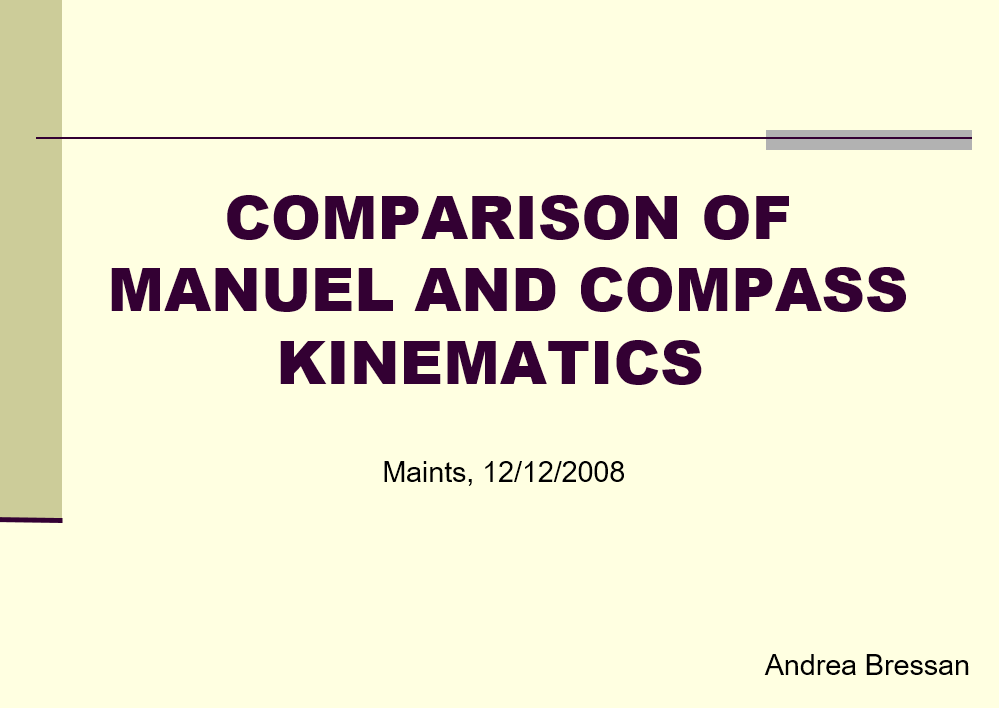 COMPARISON OF
MANUEL AND COMPASS
KINEMATICS
Maints, 12/12/2008
Andrea Bressan